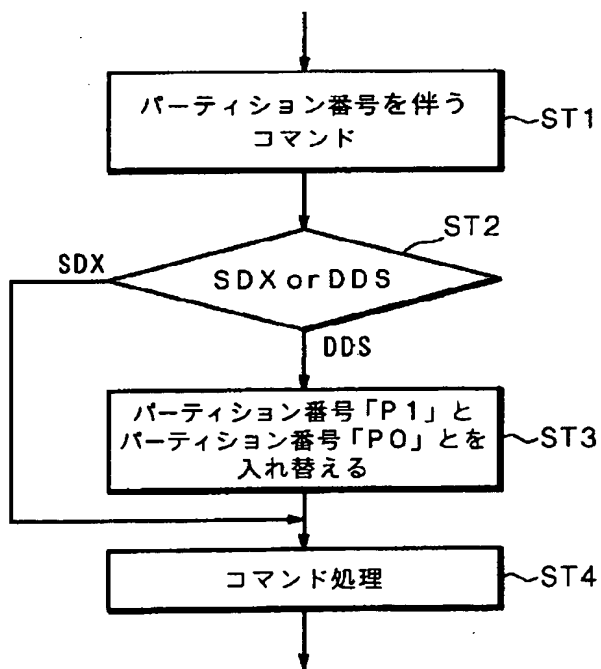 パーティション番号を伴う
コマンド
ST1
ST2
SDX
SDX or DDS
DDS
パーティション番号「P1」と
パーティション番号「P0」とを
入れ替える
ST3
コマンド処理
ST4